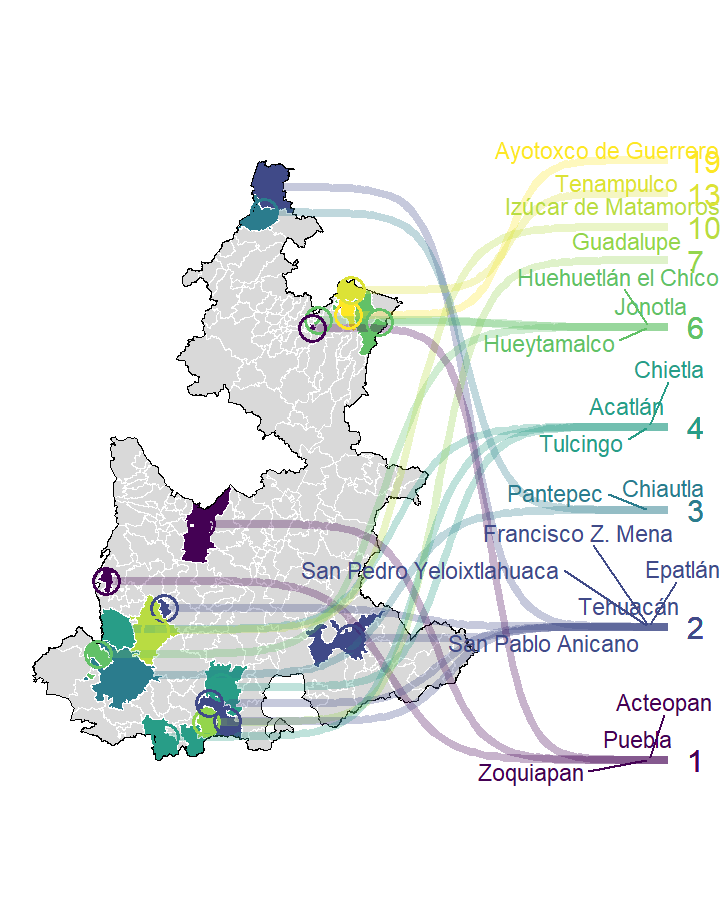 Ayotoxco de Guerrero
19
Tenampulco
13
Izúcar de Matamoros
10
Guadalupe
7
Huehuetlán el Chico
Jonotla
6
Hueytamalco
Chietla
Acatlán
4
Tulcingo
Chiautla
Pantepec
3
Francisco Z. Mena
San Pedro Yeloixtlahuaca
Epatlán
Tehuacán
2
San Pablo Anicano
Acteopan
Puebla
1
Zoquiapan